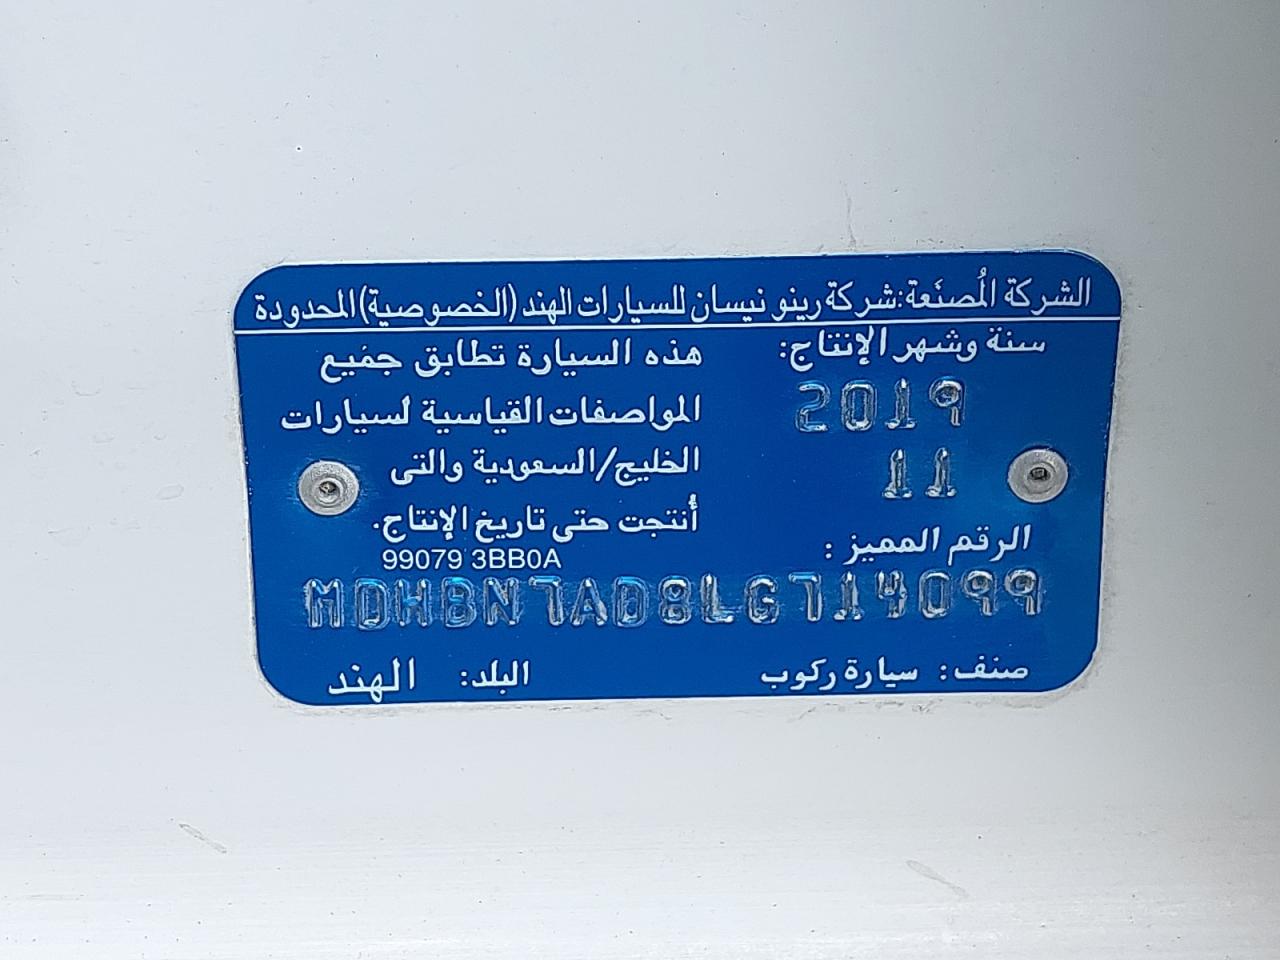 الشركة المُصنَعة:شركة رينو نيسان للسيارات الهند (الخصوصية) المحدودة
سنة وشهر الإنتاج:
2019
11
هذه السيارة تطابق جميع
المواصفات القياسية لسيارات
الخليج/السعودية والتى
أنتجت حتى تاريخ الإنتاج.
الرقم المميز :
99079 3BB0A
MDHBN7AD8LG714099
صنف: سيارة ركوب
البلد: الهند